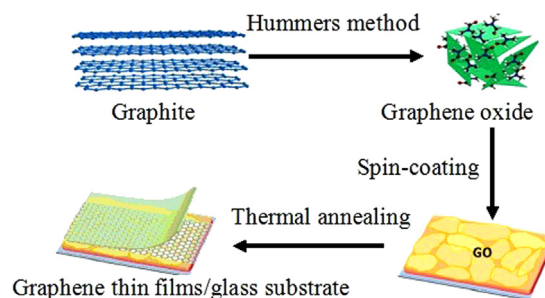 Hummers method
Graphite
Graphene oxide
Spin-coating
Thermal annealing
GO
Graphene thin films/glass substrate